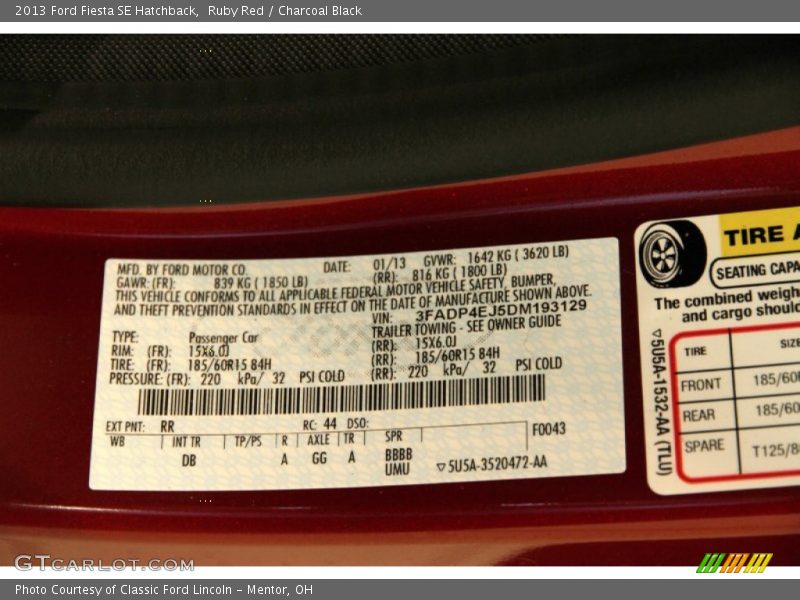 2013 Ford Fiesta SE Hatchback,  Ruby Red / Charcoal Black
MFD. BY FORD MOTOR CO. DATE: 01/13 GVWR: 1642 KG ( 3620 LB)
GAWR: (FR): 839 KG ( 1850 LB) (RR): 816 KG ( 1800 LB)
THIS VEHICLE CONFORMS TO ALL APPLICABLE FEDERAL MOTOR VEHICLE SAFETY, BUMPER,
AND THEFT PREVENTION STANDARDS IN EFFECT ON THE DATE OF MANUFACTURE SHOWN ABOVE.
VIN: 3FADP4EJ5DM193129
TYPE: Passenger Car TRAILER TOWING - SEE OWNER GUIDE
RIM: (FR): 15X6.0J (RR): 15X6.0J
TIRE: (FR): 185/60R15 84H (RR): 185/60R15 84H
PRESSURE: (FR): 220 kPa/ 32 PSI COLD (RR): 220 kPa/ 32 PSI COLD
EXT PNT: RR RC: 44 DSO: F0043
WB INT TR TP/PS R AXLE TR SPR
DB A GG A BBBB
UMU ▽5U5A-3520472-AA
TIRE
SEATING
The combined
and cargo
▽5U5A-1532-AA (TLU)
TIRE
FRONT 185/60
REAR 185/60
SPARE T125/8
GTCARLOT.COM
Photo Courtesy of Classic Ford Lincoln - Mentor, OH